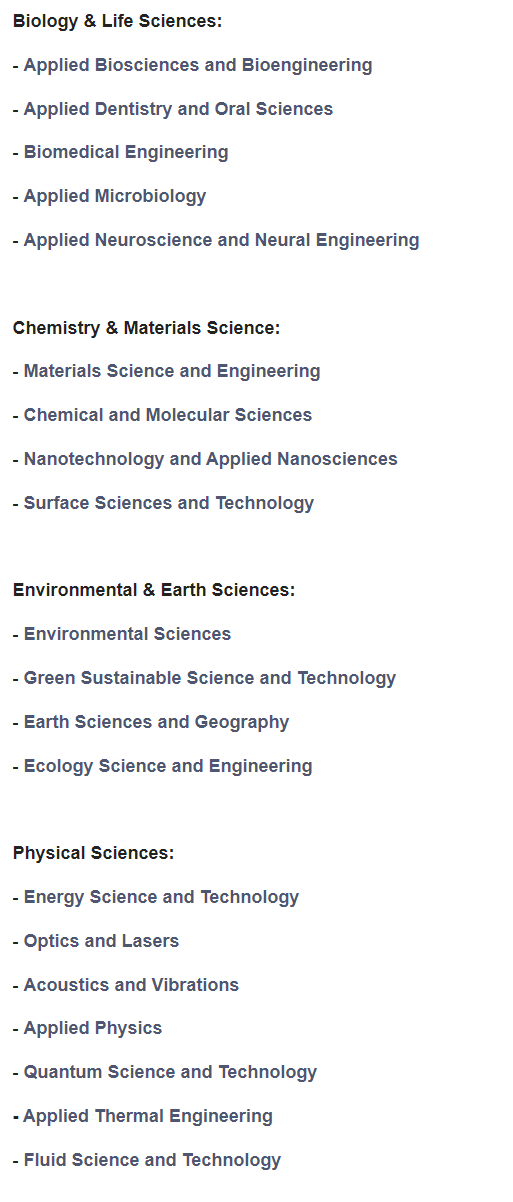 Biology & Life Sciences:
- Applied Biosciences and Bioengineering
- Applied Dentistry and Oral Sciences
- Biomedical Engineering
- Applied Microbiology
- Applied Neuroscience and Neural Engineering
Chemistry & Materials Science:
- Materials Science and Engineering
- Chemical and Molecular Sciences
- Nanotechnology and Applied Nanosciences
- Surface Sciences and Technology
Environmental & Earth Sciences:
- Environmental Sciences
- Green Sustainable Science and Technology
- Earth Sciences and Geography
- Ecology Science and Engineering
Physical Sciences:
- Energy Science and Technology
- Optics and Lasers
- Acoustics and Vibrations
- Applied Physics
- Quantum Science and Technology
- Applied Thermal Engineering
- Fluid Science and Technology